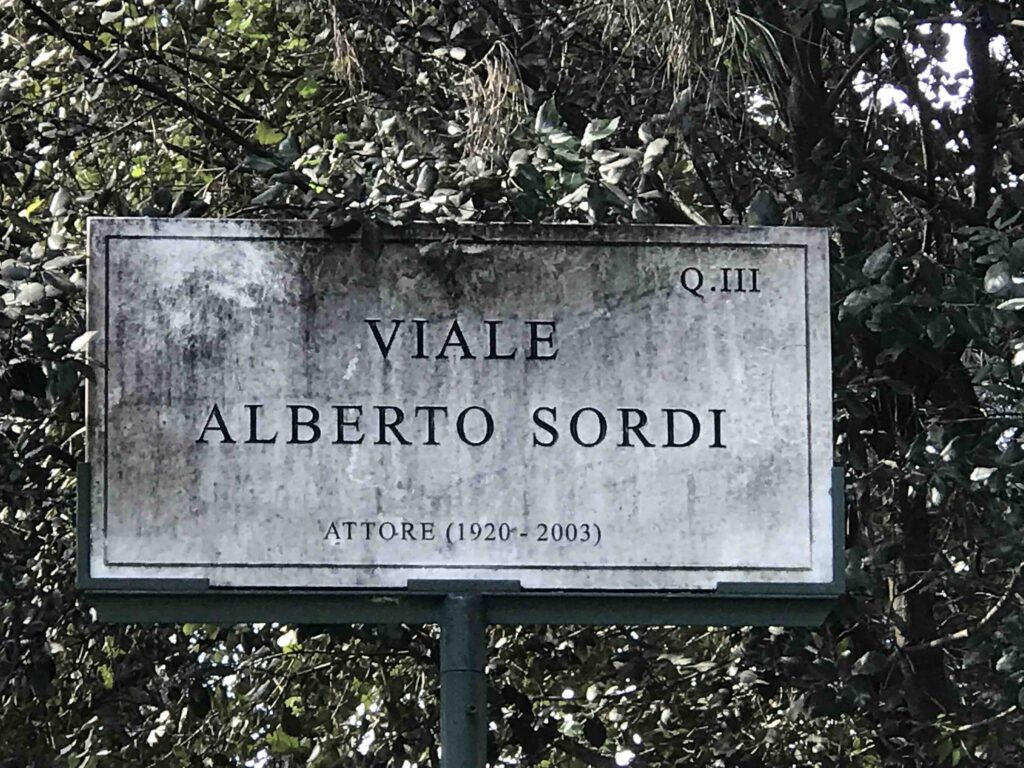 Q.III
VIALE
ALBERTO SORDI
ATTORE (1920 - 2003)